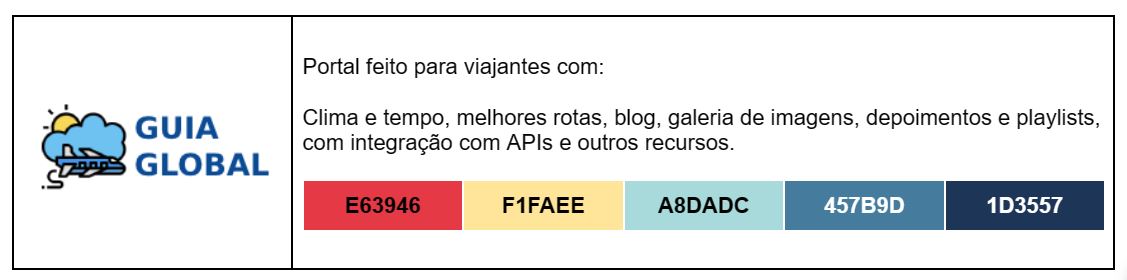 GUIA
GLOBAL
Portal feito para viajantes com:
Clima e tempo, melhores rotas, blog, galeria de imagens, depoimentos e playlists,
com integração com APIs e outros recursos.
E63946 F1FAEE A8DADC 457B9D 1D3557